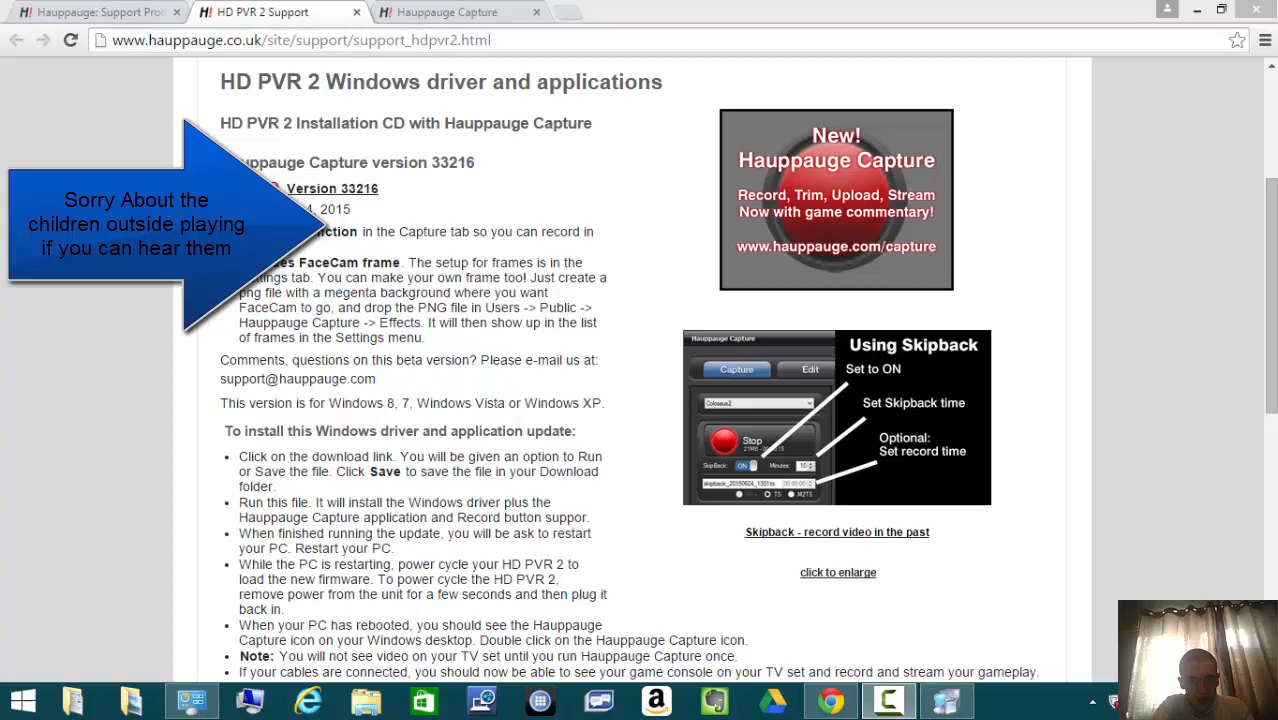 H! Hauppauge: Support Prod
H! HD PVR 2 Support
H! Hauppauge Capture
www.hauppauge.co.uk/site/support/support_hdpvr2.html
HD PVR 2 Windows driver and applications
HD PVR 2 Installation CD with Hauppauge Capture
uppauge Capture version 33216
Version 33216
4, 2015
nction in the Capture tab so you can record in
es FaceCam frame. The setup for frames is in the
ttings tab. You can make your own frame too! Just create a
png file with a megenta background where you want
FaceCam to go, and drop the PNG file in Users -> Public ->
Hauppauge Capture -> Effects. It will then show up in the list
of frames in the Settings menu.
Comments, questions on this beta version? Please e-mail us at:
support@hauppauge.com
This version is for Windows 8, 7, Windows Vista or Windows XP.
To install this Windows driver and application update:
• Click on the download link. You will be given an option to Run
or Save the file. Click Save to save the file in your Download
folder.
• Run this file. It will install the Windows driver plus the
Hauppauge Capture application and Record button suppor.
• When finished running the update, you will be ask to restart
your PC. Restart your PC.
• While the PC is restarting, power cycle your HD PVR 2 to
load the new firmware. To power cycle the HD PVR 2,
remove power from the unit for a few seconds and then plug it
back in.
• When your PC has rebooted, you should see the Hauppauge
Capture icon on your Windows desktop. Double click on the Hauppauge Capture icon.
• Note: You will not see video on your TV set until you run Hauppauge Capture once.
• If your cables are connected, you should now be able to see your game console on your TV set and record and stream your gameplay.
Sorry About the
children outside playing
if you can hear them
New!
Hauppauge Capture
Record, Trim, Upload, Stream
Now with game commentary!
www.hauppauge.com/capture
Hauppauge Capture
Capture Edit
Colossus2
Stop
SkipBack: ON Minutes: 10
skipback_20150604_1301.ts 00:00:00
TS M2TS
Using Skipback
Set to ON
Set Skipback time
Optional:
Set record time
Skipback - record video in the past
click to enlarge